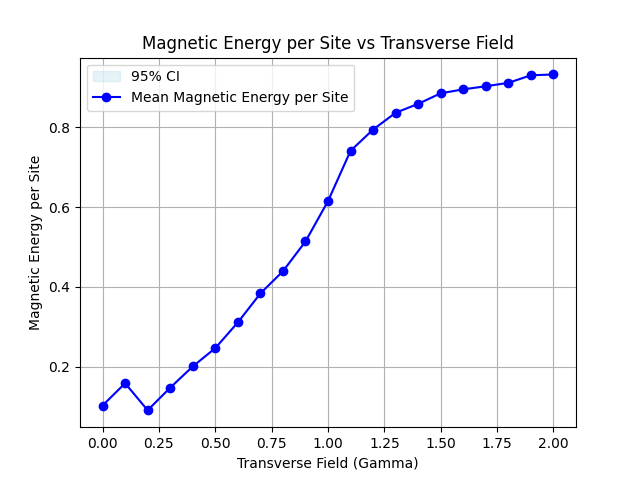 Magnetic Energy per Site vs Transverse Field
95% CI
Mean Magnetic Energy per Site
Magnetic Energy per Site
0.8
0.6
0.4
0.2
0.00 0.25 0.50 0.75 1.00 1.25 1.50 1.75 2.00
Transverse Field (Gamma)